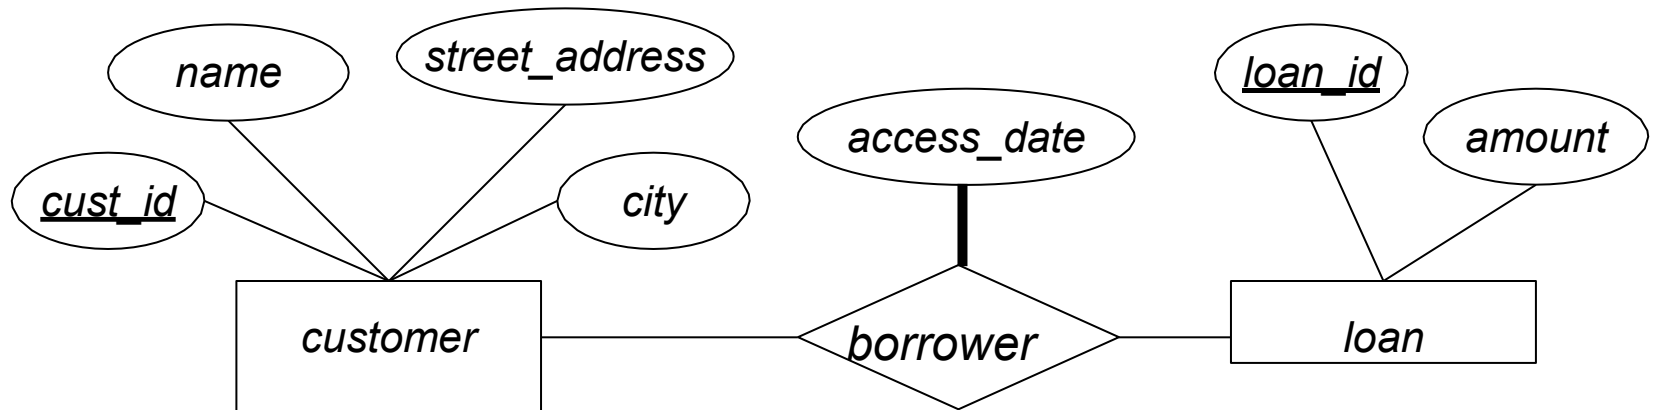 name
street_address
loan_id
access_date
amount
cust_id
city
customer
borrower
loan